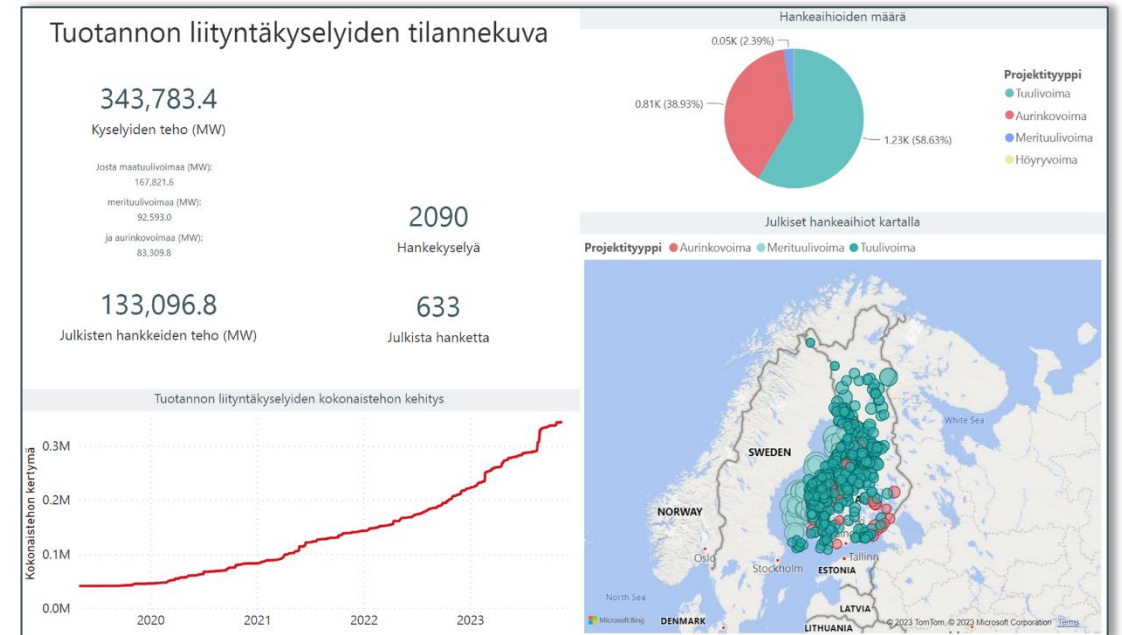 Tuotannon liityntäkyselyiden tilannekuva
343,783.4
Kyselyiden teho (MW)
Josta maatuulivoimaa (MW):
167,821.6
merituulivoimaa (MW):
92,593.0
ja aurinkovoimaa (MW):
83,309.8
2090
Hankekyselyä
133,096.8
Julkisten hankkeiden teho (MW)
633
Julkista hanketta
Tuotannon liityntäkyselyiden kokonaistehon kehitys
Kokonaistehon kertymä
0.3M
0.2M
0.1M
0.0M
2020
2021
2022
2023
Hankeaihioiden määrä
0.05K (2.39%)
0.81K (38.93%)
1.23K (58.63%)
Projektityyppi
Tuulivoima
Aurinkovoima
Merituulivoima
Höyryvoima
Julkiset hankeaihiot kartalla
Projektityyppi Aurinkovoima Merituulivoima Tuulivoima
White Sea
SWEDEN
NORWAY
Oslo
Stockholm
Tallinn
ESTONIA
North Sea
LATVIA
DENMARK
LITHUANIA
Microsoft Bing
© 2023 TomTom, © 2023 Microsoft Corporation Terms